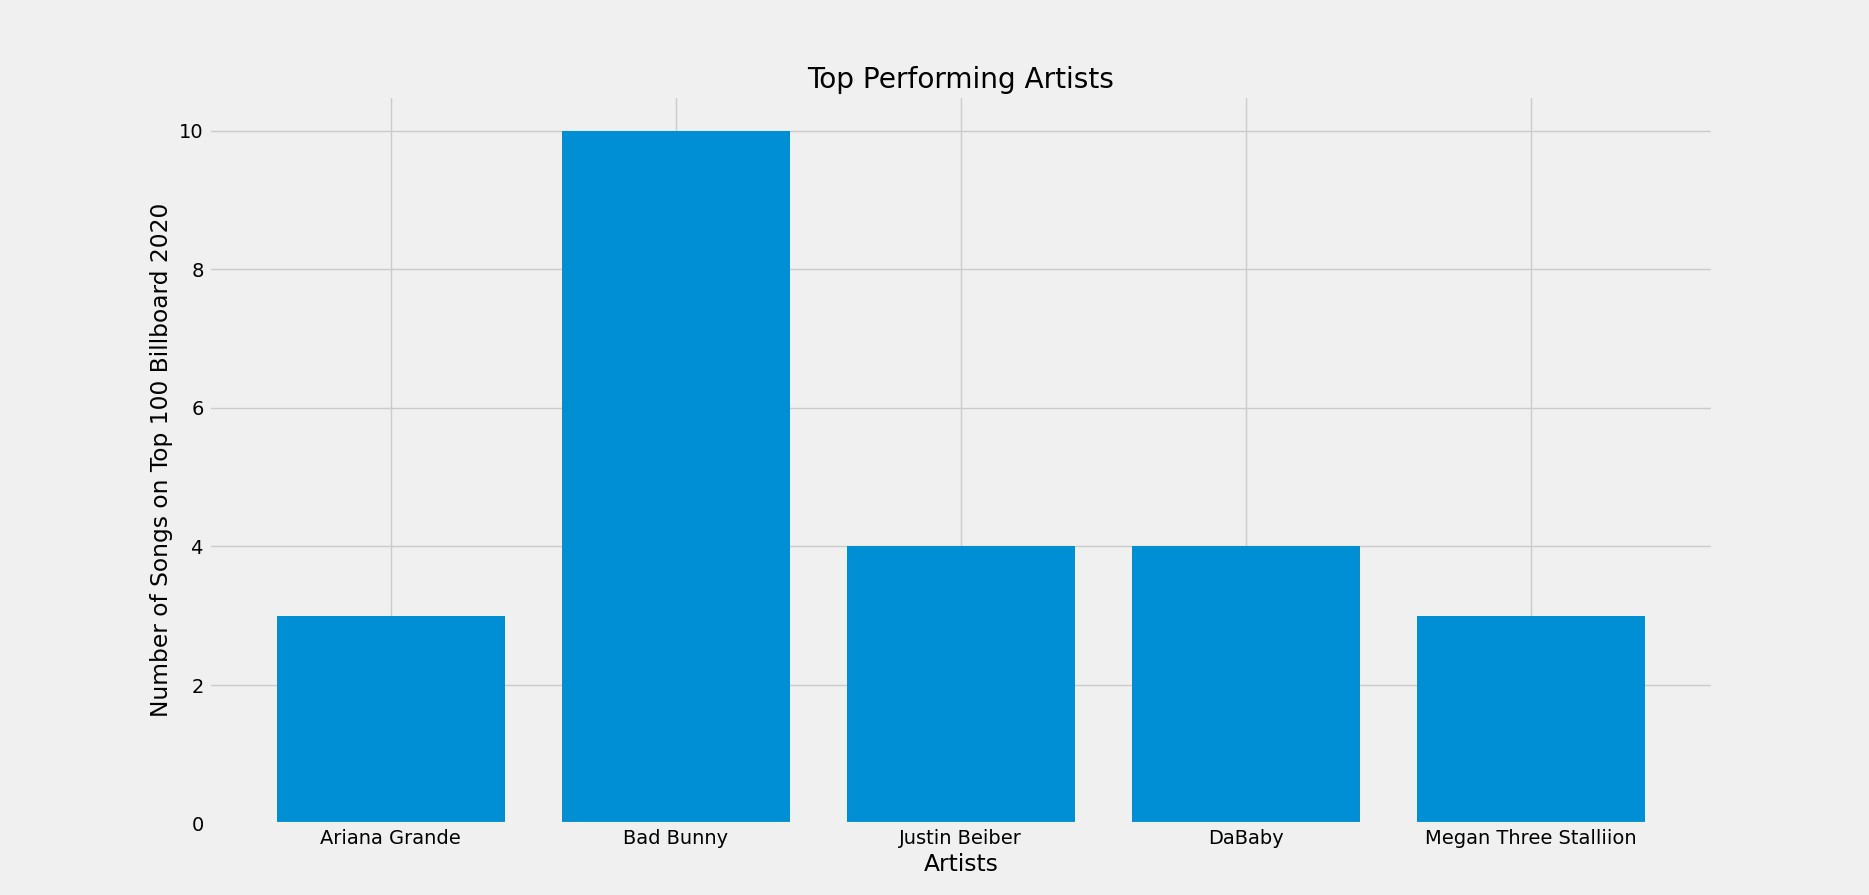 Top Performing Artists
Number of Songs on Top 100 Billboard 2020
10
8
6
4
2
0
Ariana Grande
Bad Bunny
Justin Beiber
DaBaby
Megan Three Stalliion
Artists